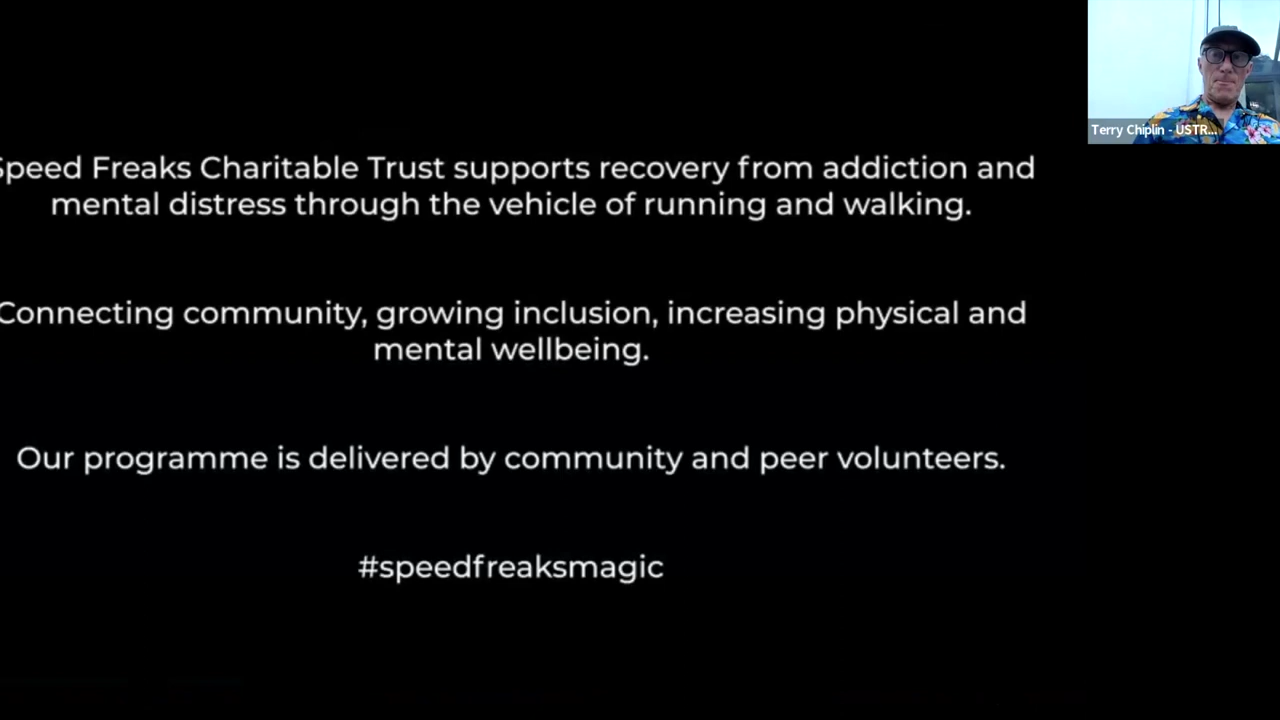 Speed Freaks Charitable Trust supports recovery from addiction and
mental distress through the vehicle of running and walking.
Connecting community, growing inclusion, increasing physical and
mental wellbeing.
Our programme is delivered by community and peer volunteers.
#speedfreaksmagic
Terry Chiplin - USTR...